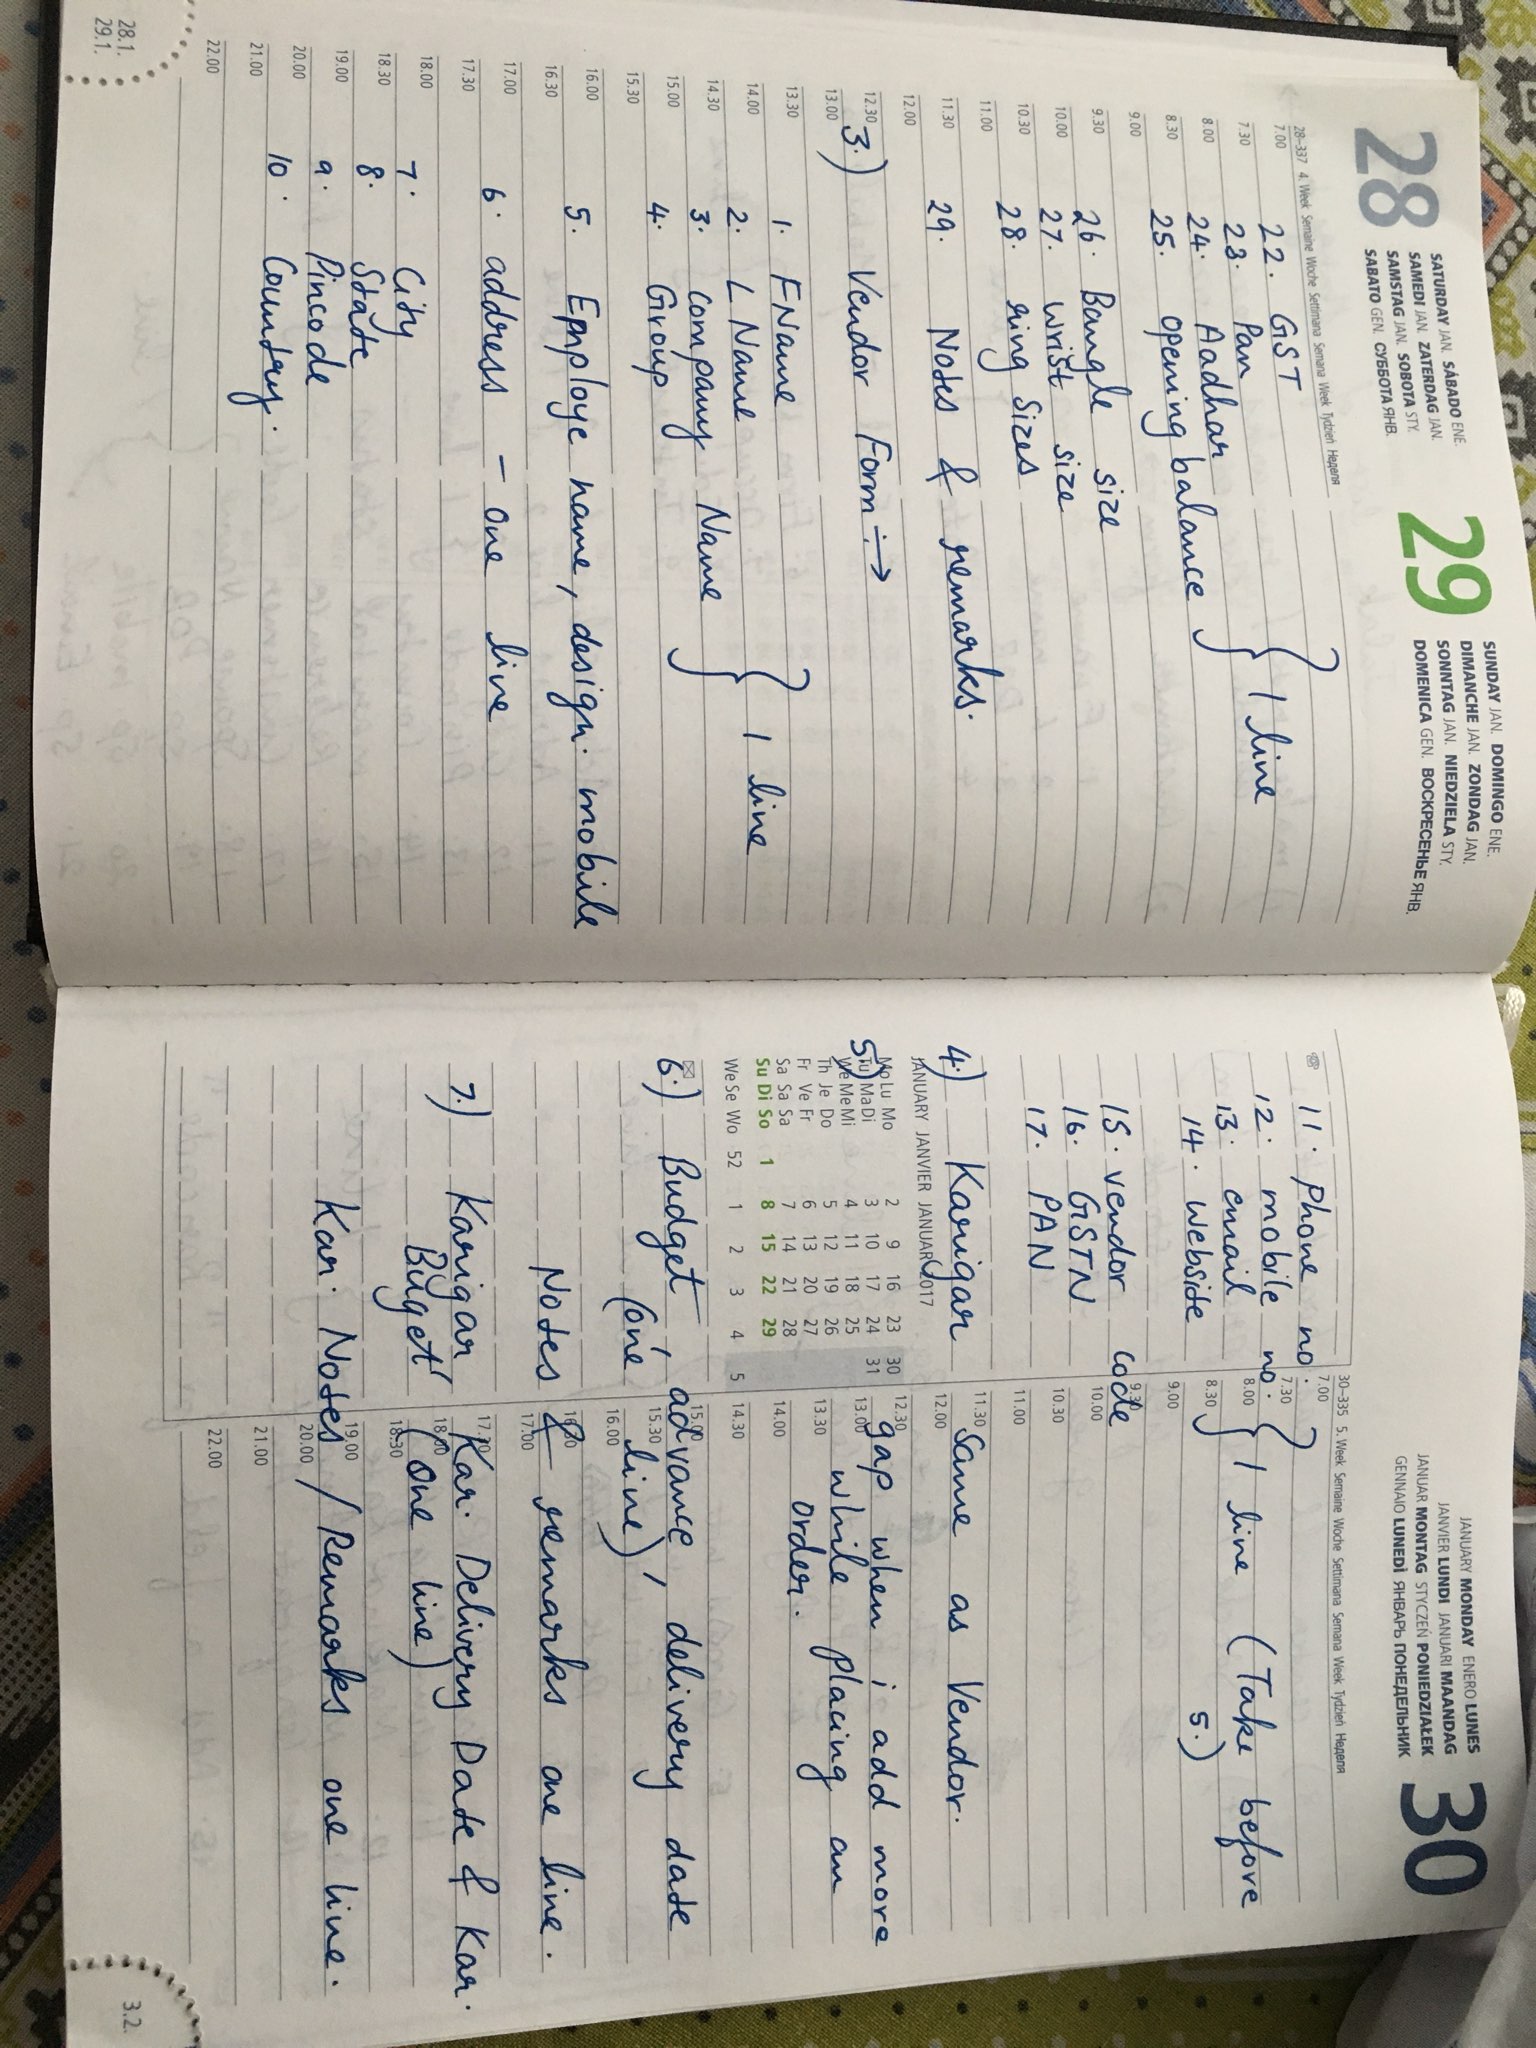 28
SATURDAY JAN. SÁBADO ENE.
SAMEDI JAN. ZATERDAG JAN.
SAMSTAG JAN. SOBOTA STY.
SABATO GEN. СУББОТА ЯНВ.
29
SUNDAY JAN. DOMINGO ENE.
DIMANCHE JAN. ZONDAG JAN.
SONNTAG JAN. NIEDZIELA STY.
DOMENICA GEN. ВОСКРЕСЕНЬЕ ЯНВ.
28-337 4. Week Semaine Woche Settimana Semana Week Tydzień Неделя
7.00 22. GST
7.30 23. Pan
8.00 24. Aadhar
8.30 25. opening balance } 1 line
9.00
9.30 26. Bangle size
10.00 27. wrist size
10.30 28. ring sizes
11.00
11.30 29. Notes & remarks.
12.00
12.30 3.) Vendor Form :→
13.00
13.30 1. FName
14.00 2. L Name
14.30 3. company Name } 1 line
15.00 4. Group
15.30
16.00 5. Employe name, design. mobile
16.30
17.00 6. address - one line
17.30
18.00 7. City
18.30 8. State
19.00 9. Pincode
20.00 10. Country.
21.00
22.00
28.1.
29.1.
JANUARY MONDAY ENERO LUNES
JANVIER LUNDI JANUARI MAANDAG
JANUAR MONTAG STYCZEŃ PONIEDZIAŁEK
GENNAIO LUNEDÌ ЯНВАРЬ ПОНЕДЕЛЬНИК
30
30-335 5. Week Semaine Woche Settimana Semana Week Tydzień Неделя
11. Phone no. 7.00
12. mobile no. 7.30
13. email 8.00 } 1 line (Take before
14. Webside 8.30 5.)
9.00
15. vendor code 9.30
16. GSTN 10.00
17. PAN 10.30
11.00
4.) Karigar 11.30 Same as Vendor.
12.00
JANUARY JANVIER JANUAR 2017
Mo Lu Mo 2 9 16 23 30
Tu Ma Di 3 10 17 24 31
We Me Mi 4 11 18 25
Th Je Do 5 12 19 26
Fr Ve Fr 6 13 20 27
Sa Sa Sa 7 14 21 28
Su Di So 1 8 15 22 29
We Se Wo 52 1 2 3 4 5
5.) 12.30 gap when i add more
13.00 while placing an
13.30 order.
14.00
14.30
6.) Budget, advance, delivery date 15.00
(one line) 15.30
16.00
Notes & remarks one line.
17.00
7.) Karigar Kar. Delivery Date & Kar. 17.30
Buget (one line) 18.00
18.30
Kar. Notes / Remarks one line. 19.00
20.00
21.00
22.00
3.2.